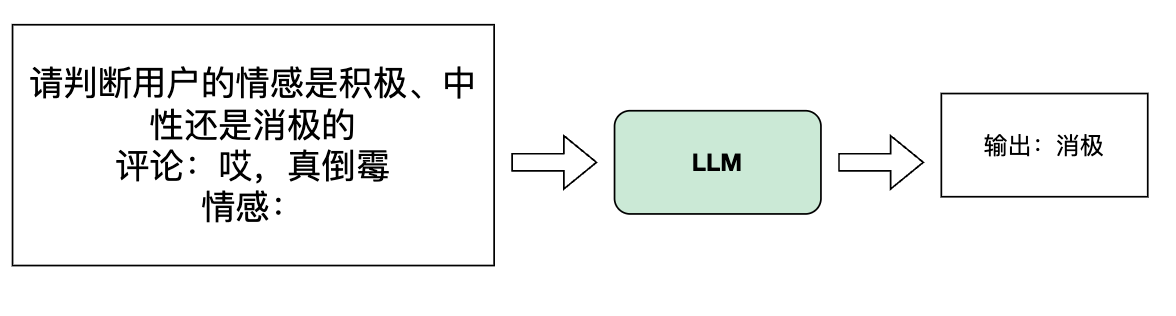 请判断用户的情感是积极、中
性还是消极的
评论：哎，真倒霉
情感：
LLM
输出：消极